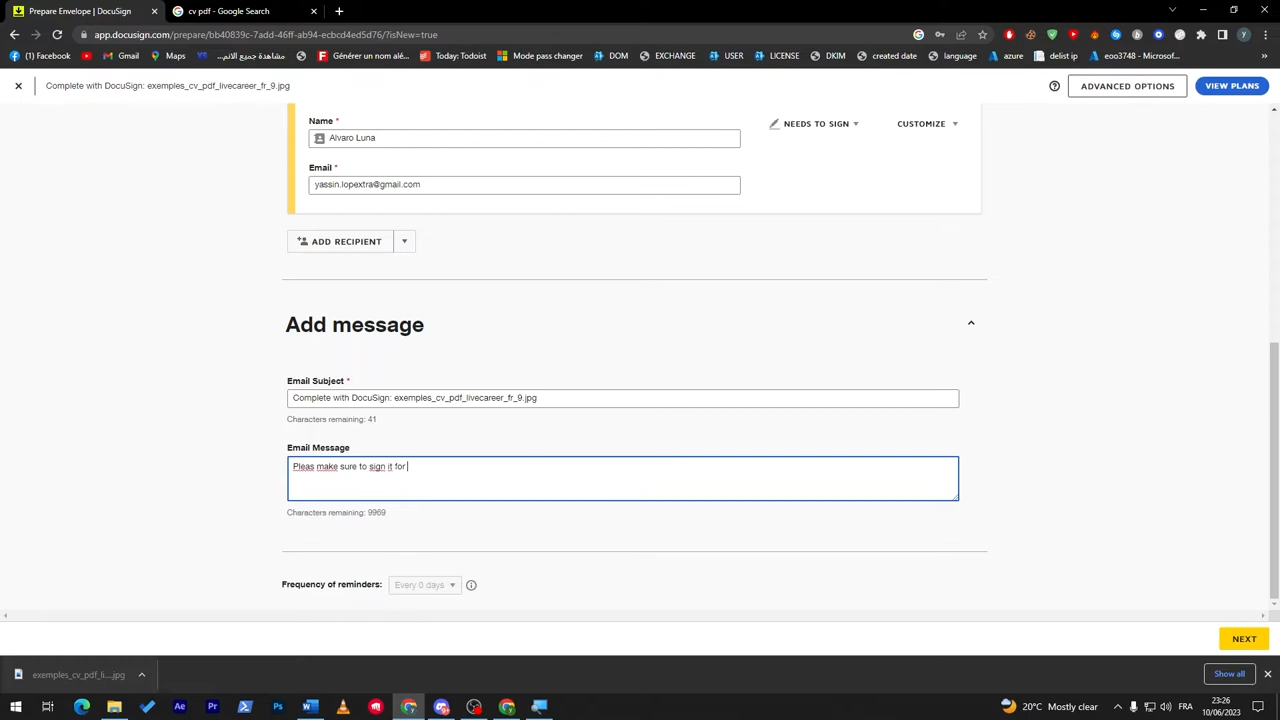 Prepare Envelope | DocuSign
cv pdf - Google Search
app.docusign.com/prepare/bb40839c-7add-46ff-ab94-ecbcd4ed5d76/?isNew=true
Facebook
Gmail
YouTube
Maps
Générer un nom alé...
Today: Todoist
Mode pass changer
DOM
EXCHANGE
USER
LICENSE
DKIM
created date
language
azure
delist ip
eoo3748 - Microsof...
Complete with DocuSign: exemples_cv_pdf_livecareer_fr_9.jpg
ADVANCED OPTIONS
VIEW PLANS
Name *
NEEDS TO SIGN
CUSTOMIZE
Alvaro Luna
Email *
yassin.lopextra@gmail.com
ADD RECIPIENT
Add message
Email Subject *
Complete with DocuSign: exemples_cv_pdf_livecareer_fr_9.jpg
Characters remaining: 41
Email Message
Pleas make sure to sign it for
Characters remaining: 9969
Frequency of reminders:
Every 0 days
NEXT
exemples_cv_pdf_li....jpg
Show all
20°C Mostly clear
FRA
23:26
10/06/2023